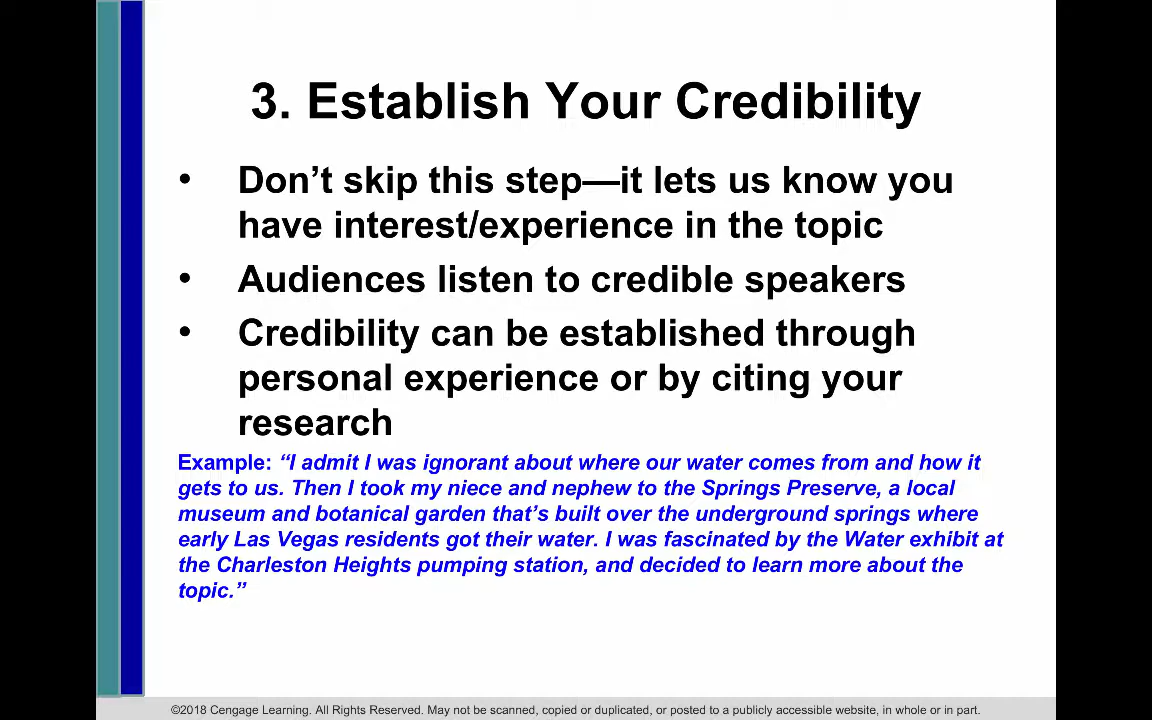 3. Establish Your Credibility
• Don’t skip this step—it lets us know you
have interest/experience in the topic
• Audiences listen to credible speakers
• Credibility can be established through
personal experience or by citing your
research
Example: “I admit I was ignorant about where our water comes from and how it
gets to us. Then I took my niece and nephew to the Springs Preserve, a local
museum and botanical garden that’s built over the underground springs where
early Las Vegas residents got their water. I was fascinated by the Water exhibit at
the Charleston Heights pumping station, and decided to learn more about the
topic.”
©2018 Cengage Learning. All Rights Reserved. May not be scanned, copied or duplicated, or posted to a publicly accessible website, in whole or in part.